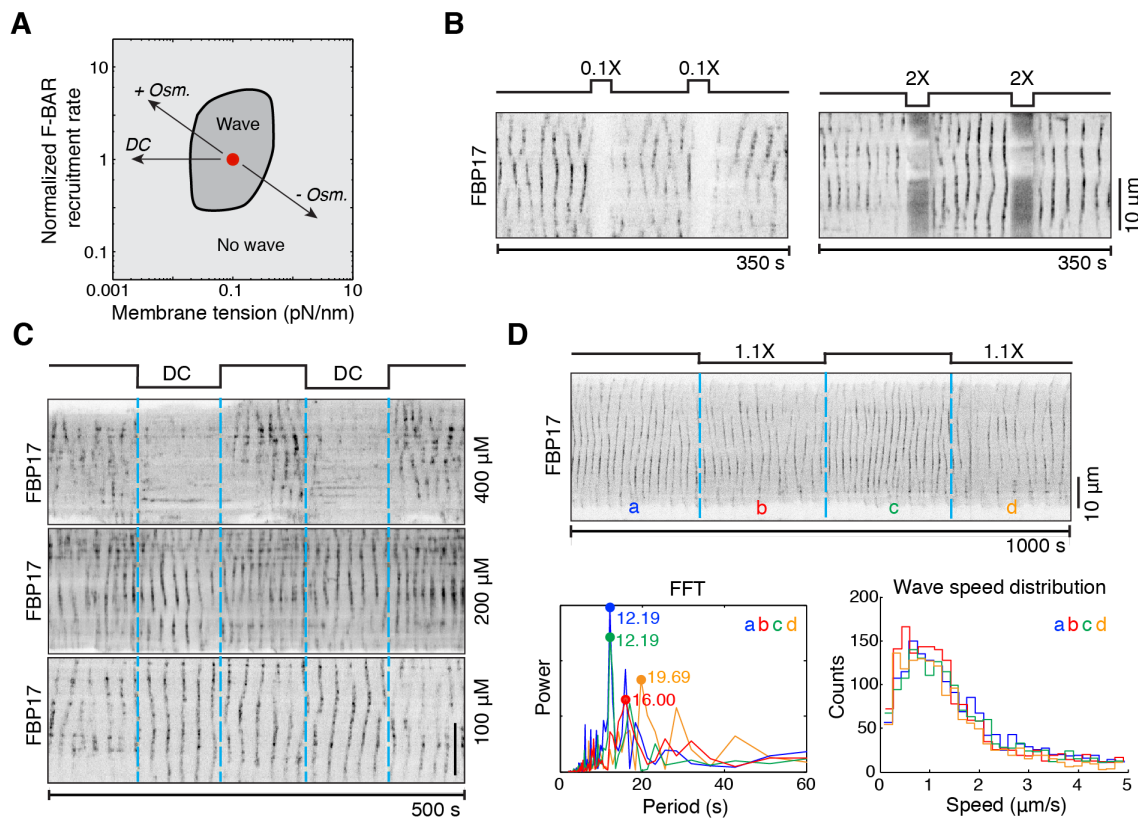 A
Normalized F-BAR
recruitment rate
10
1
0.1
+ Osm.
Wave
DC
- Osm.
No wave
0.001
0.1
10
Membrane tension (pN/nm)
B
0.1X
0.1X
FBP17
350 s
2X
2X
10 µm
350 s
C
DC
DC
FBP17
400 µM
FBP17
200 µM
FBP17
100 µM
500 s
D
1.1X
1.1X
FBP17
a
b
c
d
10 µm
1000 s
FFT
a b c d
12.19
12.19
19.69
16.00
Power
0
20
40
60
Period (s)
Wave speed distribution
a b c d
200
150
100
50
0
Counts
0
1
2
3
4
5
Speed (µm/s)